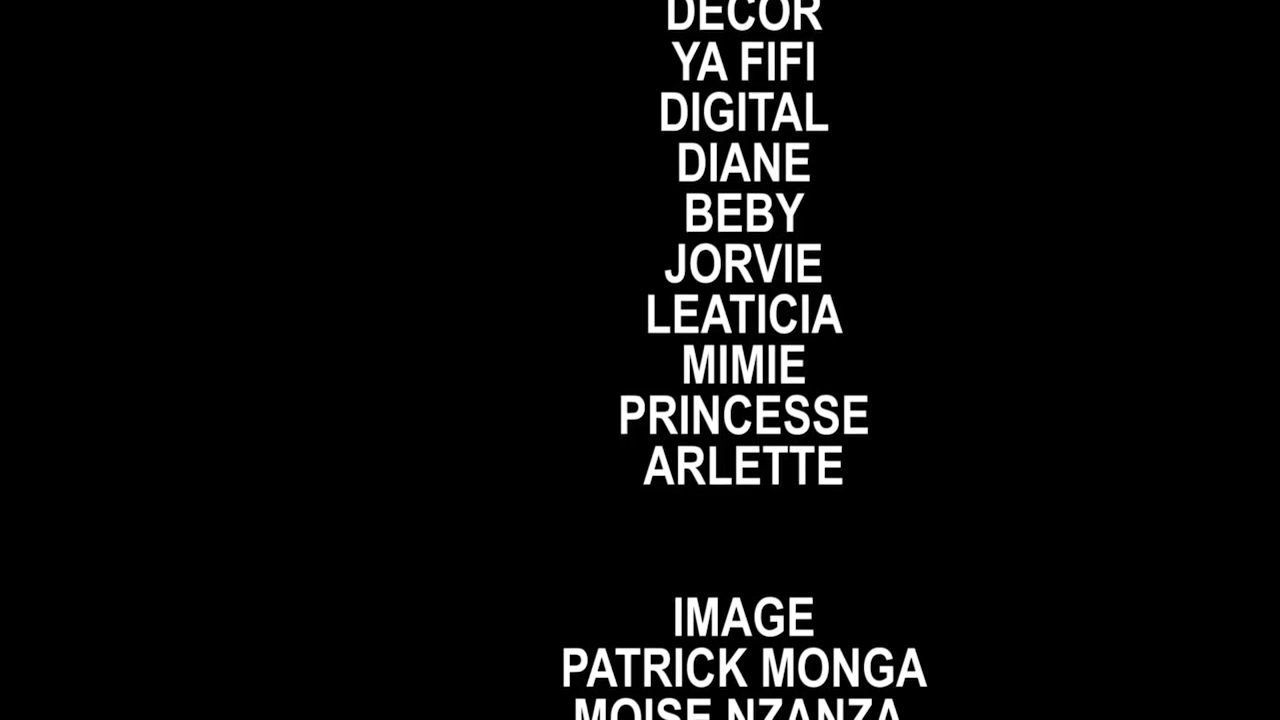 DECOR
YA FIFI
DIGITAL
DIANE
BEBY
JORVIE
LEATICIA
MIMIE
PRINCESSE
ARLETTE
IMAGE
PATRICK MONGA
MOISE NZANZA